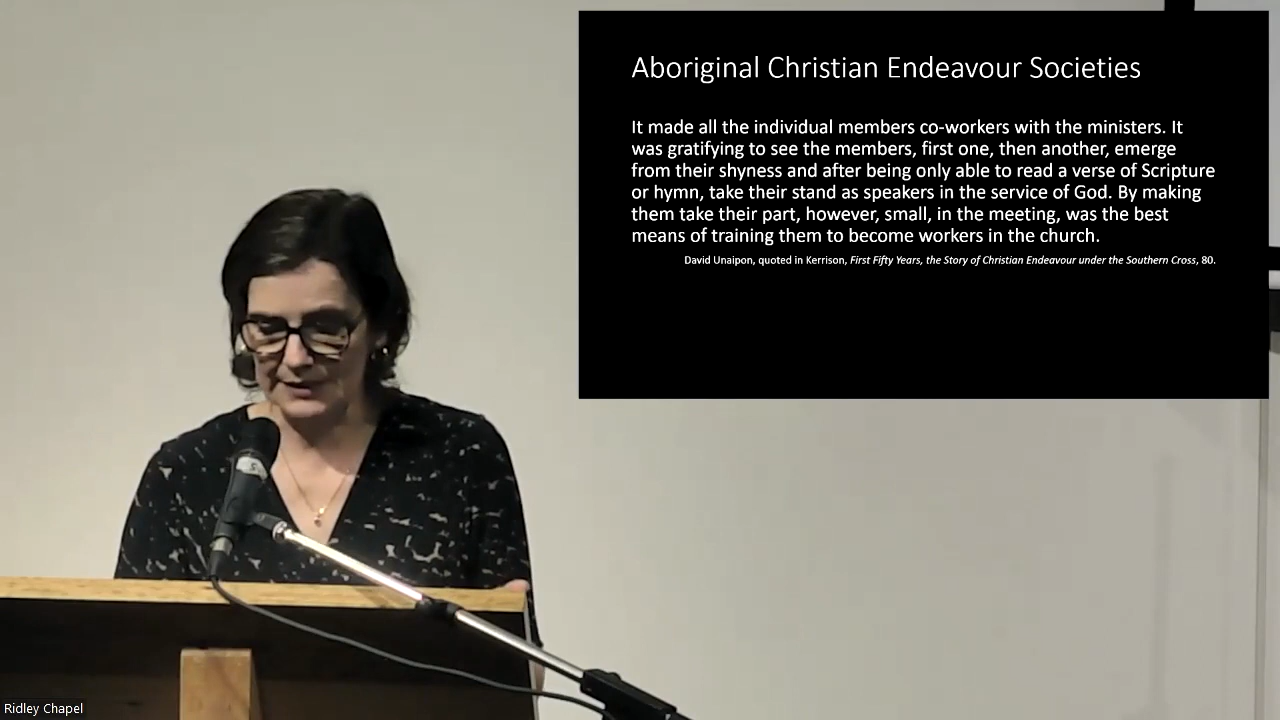 Aboriginal Christian Endeavour Societies
It made all the individual members co-workers with the ministers. It
was gratifying to see the members, first one, then another, emerge
from their shyness and after being only able to read a verse of Scripture
or hymn, take their stand as speakers in the service of God. By making
them take their part, however, small, in the meeting, was the best
means of training them to become workers in the church.
David Unaipon, quoted in Kerrison, First Fifty Years, the Story of Christian Endeavour under the Southern Cross, 80.
Ridley Chapel